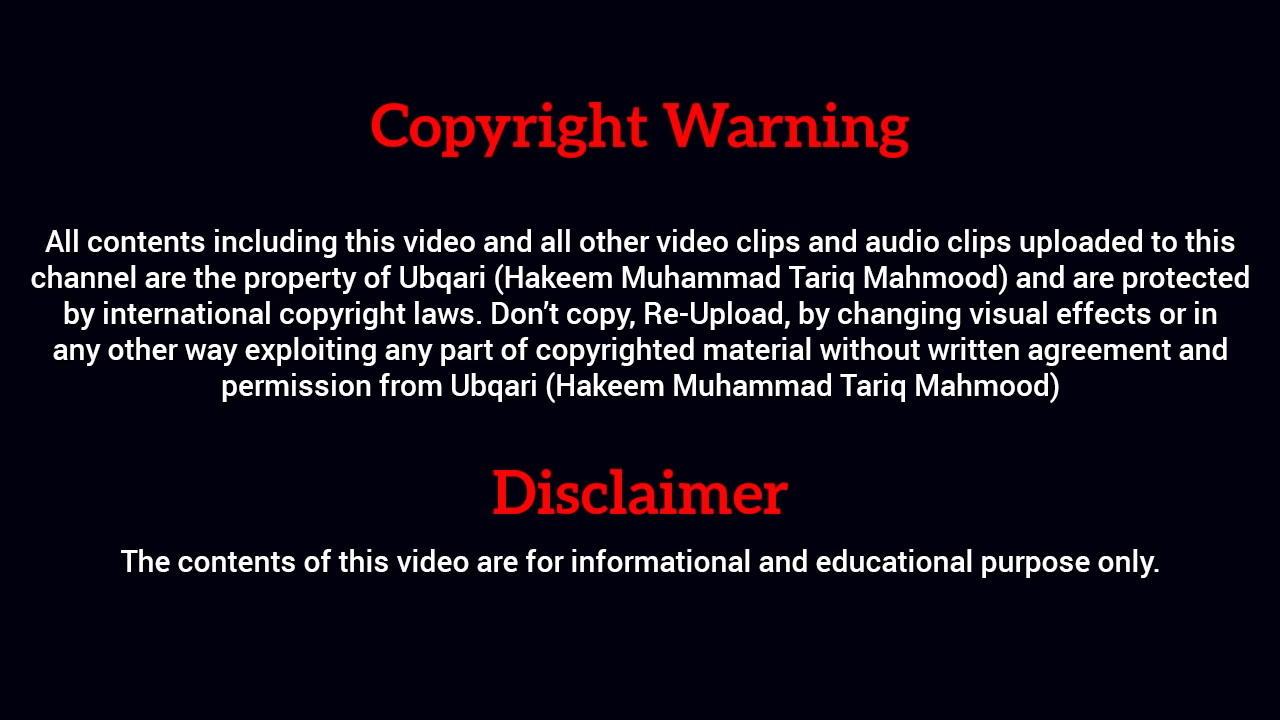 Copyright Warning
All contents including this video and all other video clips and audio clips uploaded to this
channel are the property of Ubqari (Hakeem Muhammad Tariq Mahmood) and are protected
by international copyright laws. Don’t copy, Re-Upload, by changing visual effects or in
any other way exploiting any part of copyrighted material without written agreement and
permission from Ubqari (Hakeem Muhammad Tariq Mahmood)
Disclaimer
The contents of this video are for informational and educational purpose only.